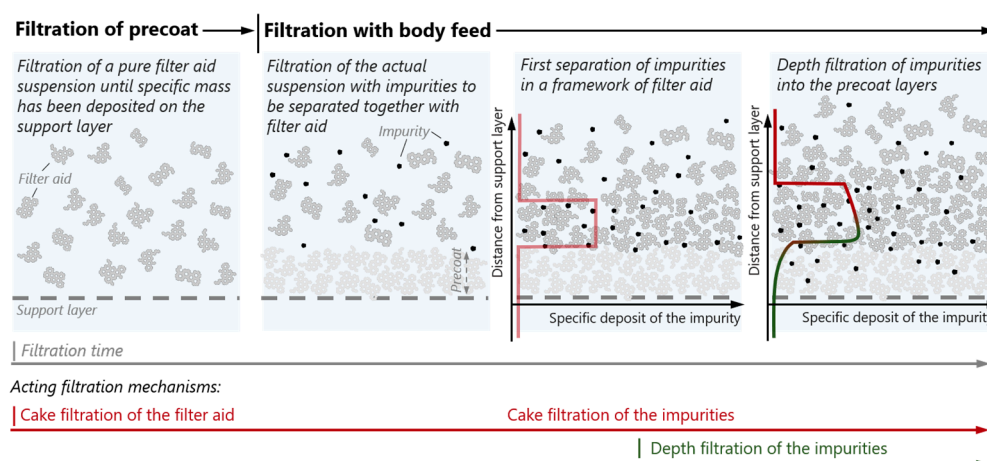 Filtration of precoat
Filtration with body feed
Filtration of a pure filter aid
suspension until specific mass
has been deposited on the
support layer
Filter aid
Support layer
Filtration of the actual
suspension with impurities to
be separated together with
filter aid
Impurity
Precoat
First separation of impurities
in a framework of filter aid
Distance from support layer
Specific deposit of the impurity
Depth filtration of impurities
into the precoat layers
Distance from support layer
Specific deposit of the impurit
Filtration time
Acting filtration mechanisms:
Cake filtration of the filter aid
Cake filtration of the impurities
Depth filtration of the impurities